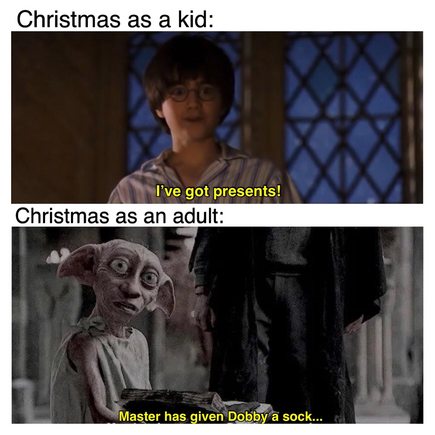 Christmas as a kid:
I've got presents!
Christmas as an adult:
Master has given Dobby a sock...